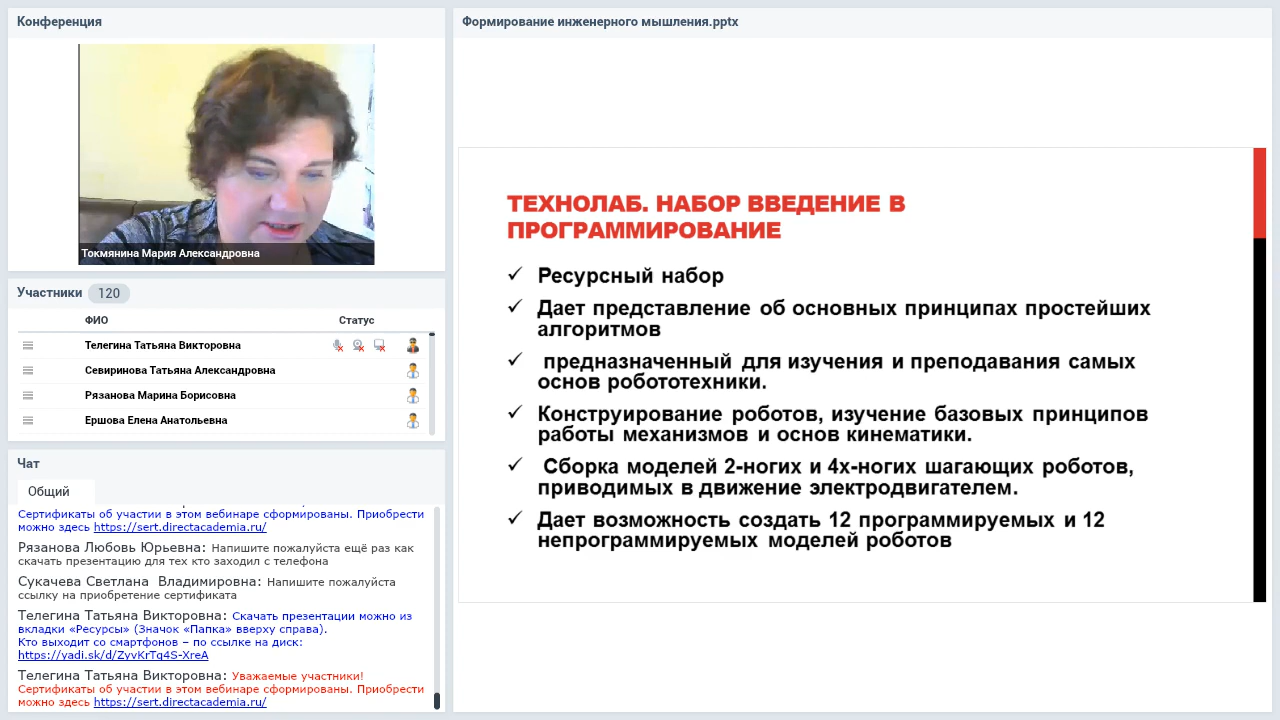 Конференция
Токмянина Мария Александровна
Участники 120
ФИО Статус
Телегина Татьяна Викторовна
Севиринова Татьяна Александровна
Рязанова Марина Борисовна
Ершова Елена Анатольевна
Чат
Общий
Сертификаты об участии в этом вебинаре сформированы. Приобрести
можно здесь https://sert.directacademia.ru/
Рязанова Любовь Юрьевна: Напишите пожалуйста ещё раз как
скачать презентацию для тех кто заходил с телефона
Сукачева Светлана Владимировна: Напишите пожалуйста
ссылку на приобретение сертификата
Телегина Татьяна Викторовна: Скачать презентации можно из
вкладки «Ресурсы» (Значок «Папка» вверху справа).
Кто выходит со смартфонов – по ссылке на диск:
https://yadi.sk/d/ZyvKrTq4S-XreA
Телегина Татьяна Викторовна: Уважаемые участники!
Сертификаты об участии в этом вебинаре сформированы. Приобрести
можно здесь https://sert.directacademia.ru/
Формирование инженерного мышления.pptx
ТЕХНОЛАБ. НАБОР ВВЕДЕНИЕ В
ПРОГРАММИРОВАНИЕ
✓ Ресурсный набор
✓ Дает представление об основных принципах простейших
алгоритмов
✓ предназначенный для изучения и преподавания самых
основ робототехники.
✓ Конструирование роботов, изучение базовых принципов
работы механизмов и основ кинематики.
✓ Сборка моделей 2-ногих и 4х-ногих шагающих роботов,
приводимых в движение электродвигателем.
✓ Дает возможность создать 12 программируемых и 12
непрограммируемых моделей роботов